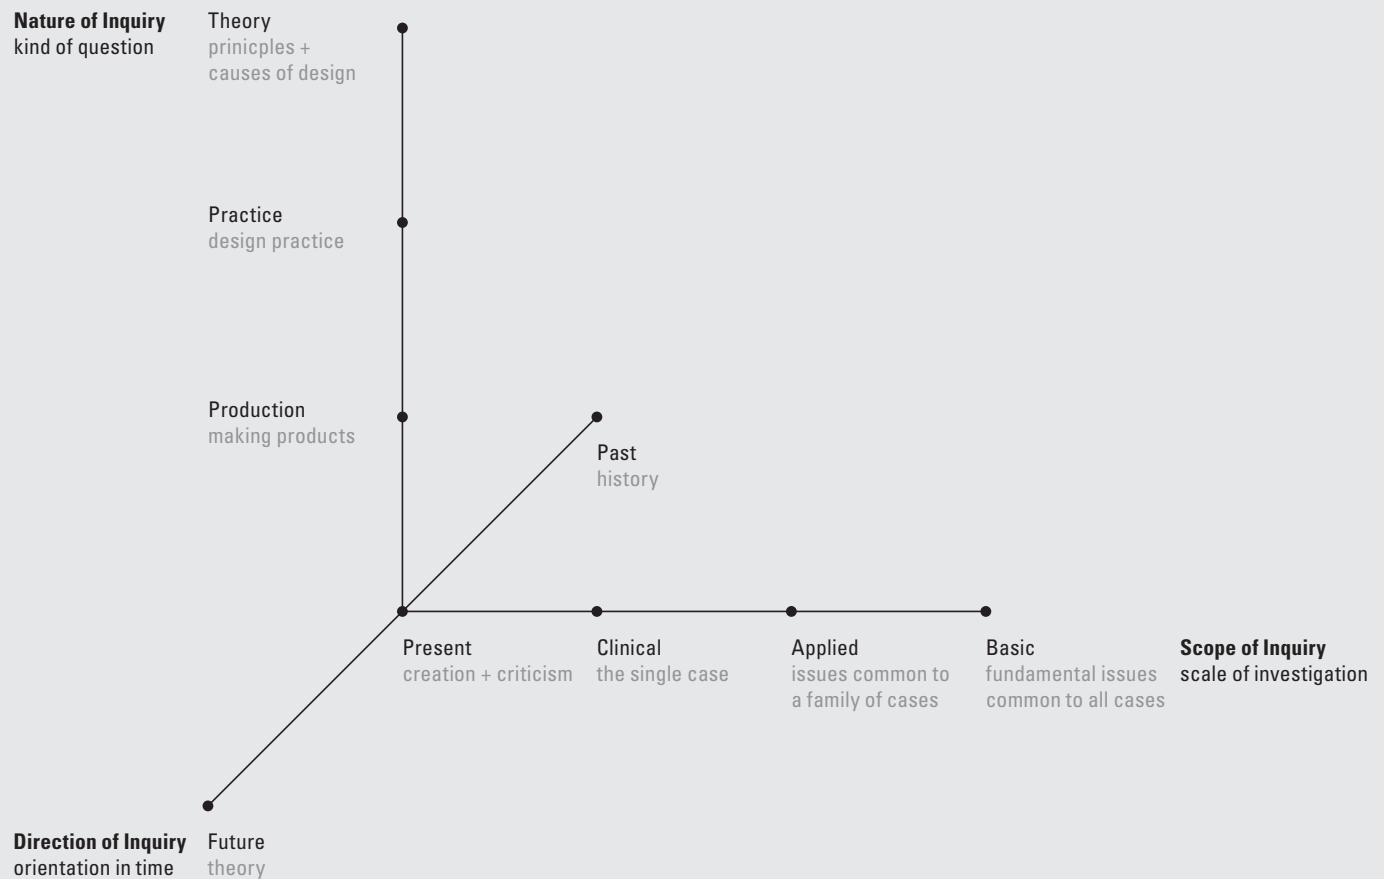 Nature of Inquiry
kind of question
Theory
prinicples +
causes of design
Practice
design practice
Production
making products
Past
history
Present
creation + criticism
Clinical
the single case
Applied
issues common to
a family of cases
Basic
fundamental issues
common to all cases
Scope of Inquiry
scale of investigation
Direction of Inquiry
orientation in time
Future
theory